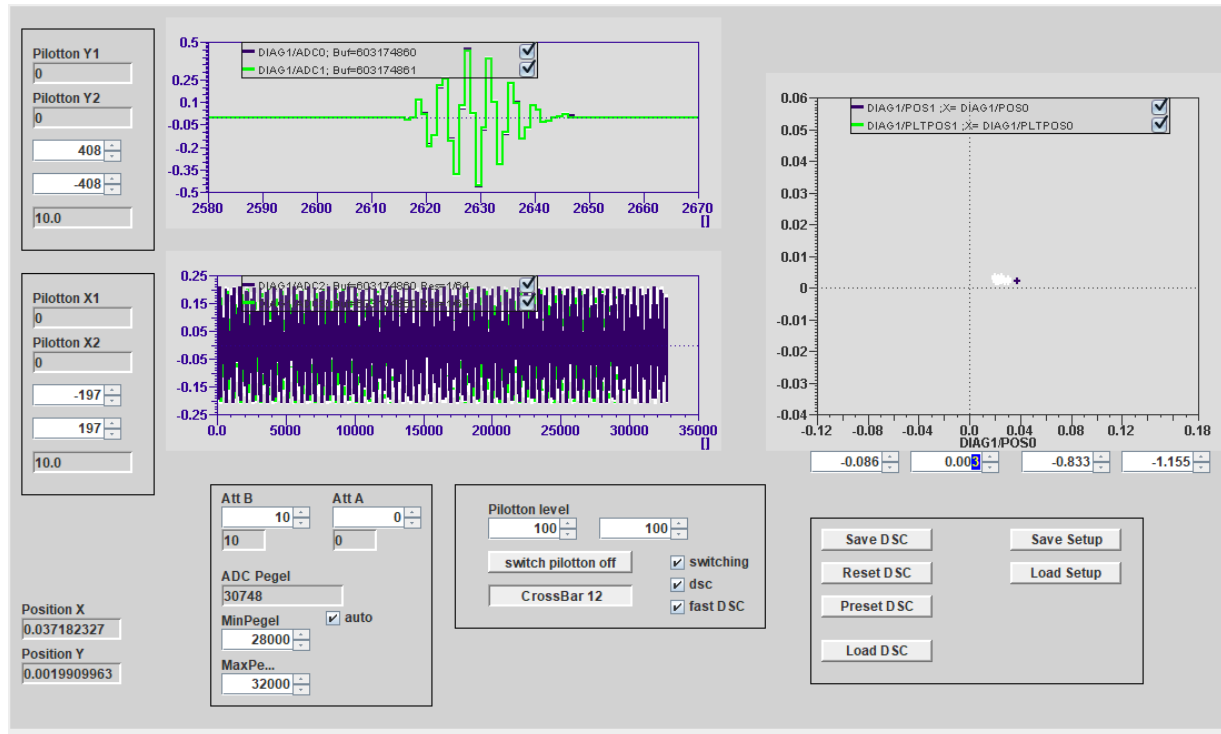 Pilotton Y1
0
Pilotton Y2
0
408
-408
10.0
Pilotton X1
0
Pilotton X2
0
-197
197
10.0
Position X
0.037182327
Position Y
0.0019909963
0.5
0.25
0.1
-0.05
-0.2
-0.35
-0.5
DIAG1/ADC0; Buf=603174860
DIAG1/ADC1; Buf=603174861
2580 2590 2600 2610 2620 2630 2640 2650 2660 2670
[]
0.25
0.15
0.05
-0.05
-0.15
-0.25
DIAG1/ADC2; Buf=603174860 Res=1/64
0.0 5000 10000 15000 20000 25000 30000 35000
[]
0.06
0.05
0.04
0.03
0.02
0.01
0
-0.01
-0.02
-0.03
-0.04
DIAG1/POS1 ;X= DIAG1/POS0
DIAG1/PLTPOS1 ;X= DIAG1/PLTPOS0
-0.12 -0.08 -0.04 0.0 0.04 0.08 0.12 0.18
DIAG1/POS0
-0.086 0.003 -0.833 -1.155
Att B Att A
10 0
10 0
ADC Pegel
30748
MinPegel auto
28000
MaxPe...
32000
Pilotton level
100 100
switch pilotton off switching
dsc
CrossBar 12 fast DSC
Save DSC Save Setup
Reset DSC Load Setup
Preset DSC
Load DSC